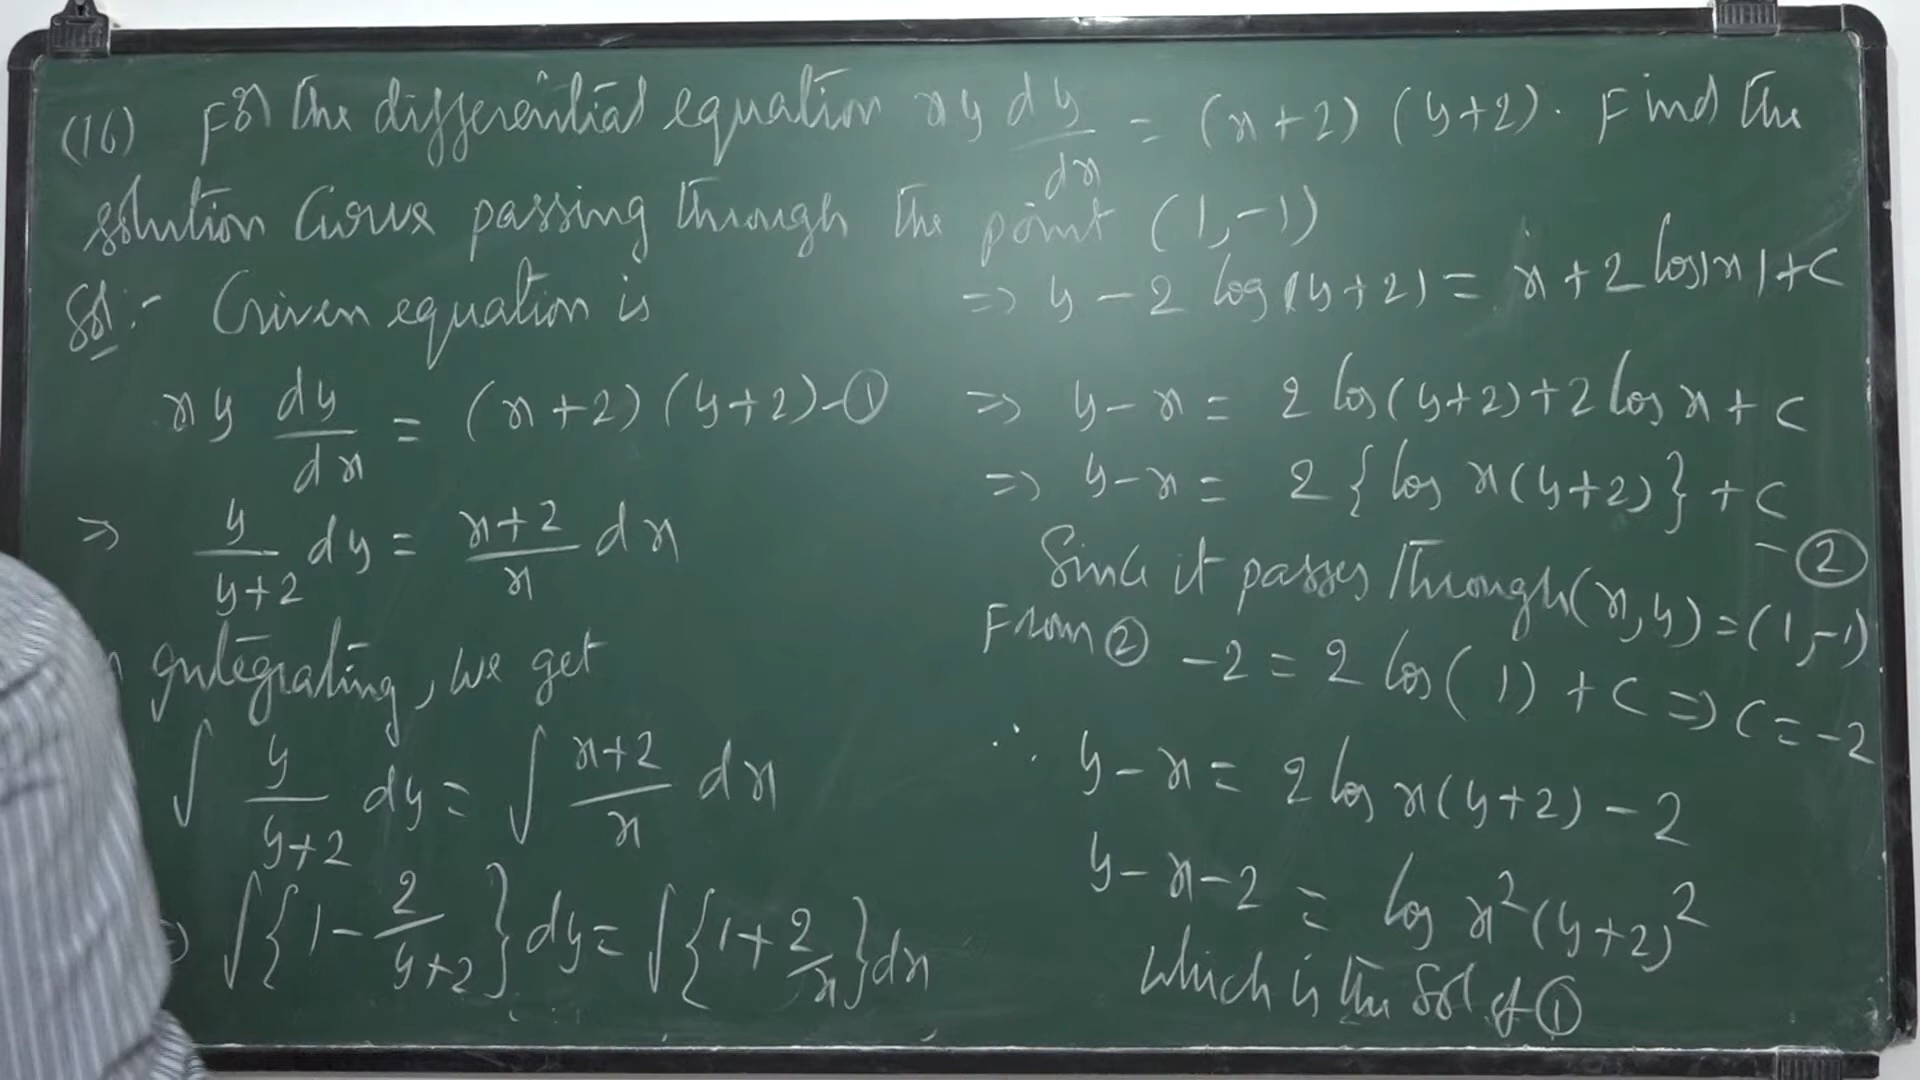 (16) For the differential equation xy dy/dx = (x+2) (y+2). Find the
solution curve passing through the point (1,-1)
Sol:- Given equation is
xy dy/dx = (x+2) (y+2) - ①
⇒ y/(y+2) dy = (x+2)/x dx
Integrating, we get
∫ y/(y+2) dy = ∫ (x+2)/x dx
∫{1 - 2/(y+2)} dy = ∫{1 + 2/x} dx
⇒ y - 2 log(y+2) = x + 2 log|x| + C
⇒ y - x = 2 log(y+2) + 2 log x + C
⇒ y - x = 2 {log x(y+2)} + C - ②
Since it passes through (x,y) = (1,-1)
From ② -2 = 2 log(1) + C ⇒ C = -2
∴ y - x = 2 log x(y+2) - 2
y - x - 2 = log x² (y+2)²
which is the Sol of ①